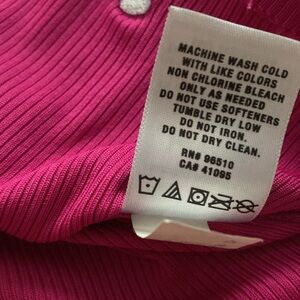 MACHINE WASH COLD
WITH LIKE COLORS
NON CHLORINE BLEACH
ONLY AS NEEDED
DO NOT USE SOFTENERS
TUMBLE DRY LOW
DO NOT IRON.
DO NOT DRY CLEAN.
RN# 96510
CA# 41095